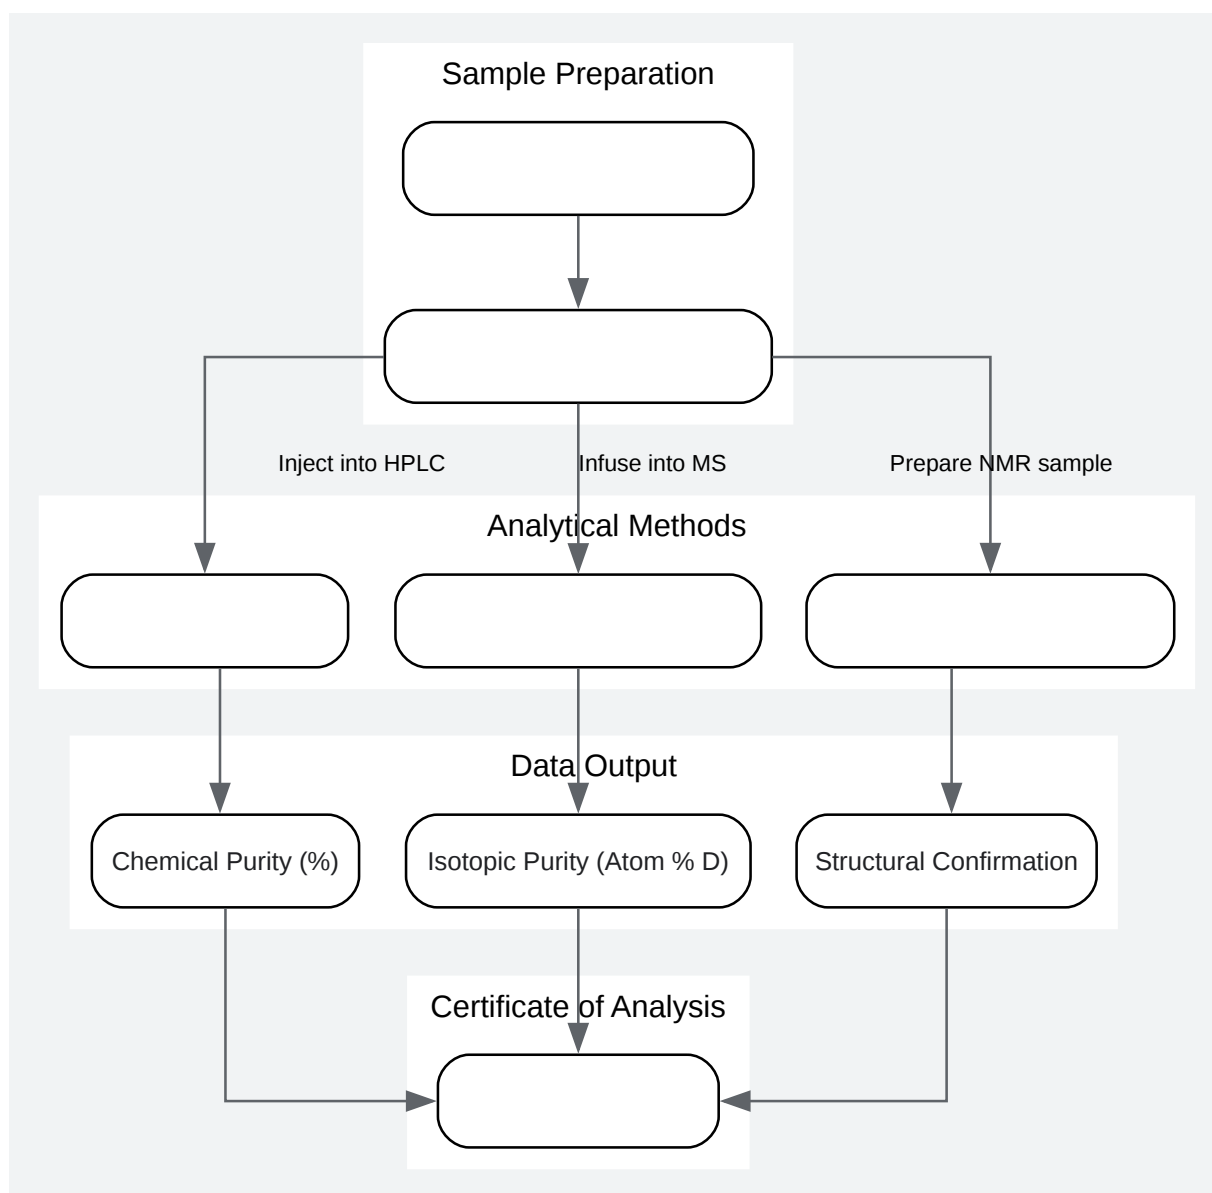 Sample Preparation
Inject into HPLC
Infuse into MS
Prepare NMR sample
Analytical Methods
Data Output
Chemical Purity (%)
Isotopic Purity (Atom % D)
Structural Confirmation
Certificate of Analysis